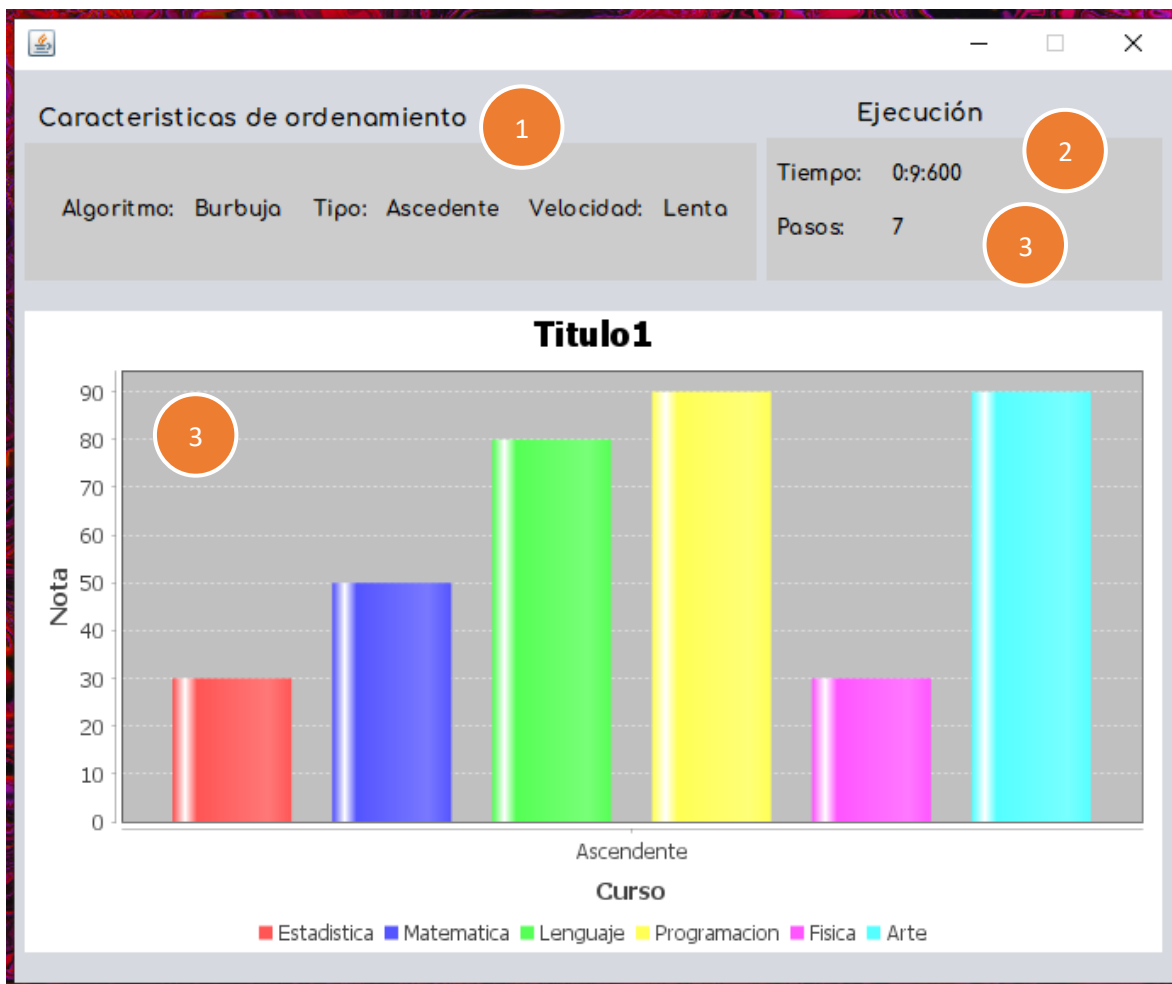 Caracteristicas de ordenamiento
1
Algoritmo: Burbuja Tipo: Ascedente Velocidad: Lenta
Ejecución
2
Tiempo: 0:9:600
Pasos: 7
3
Titulo1
3
90
80
70
60
50
40
30
20
10
0
Nota
Ascendente
Curso
Estadistica Matematica Lenguaje Programacion Fisica Arte